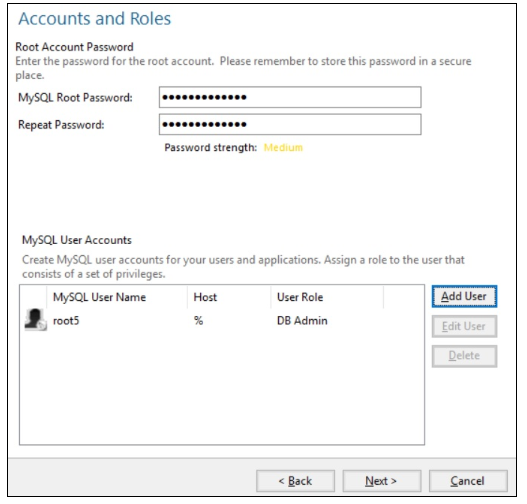 Accounts and Roles
Root Account Password
Enter the password for the root account. Please remember to store this password in a secure
place.
MySQL Root Password: ●●●●●●●●●●●●●
Repeat Password: ●●●●●●●●●●●●●
Password strength: Medium
MySQL User Accounts
Create MySQL user accounts for your users and applications. Assign a role to the user that
consists of a set of privileges.
MySQL User Name Host User Role
root5 % DB Admin
Add User
Edit User
Delete
< Back Next > Cancel